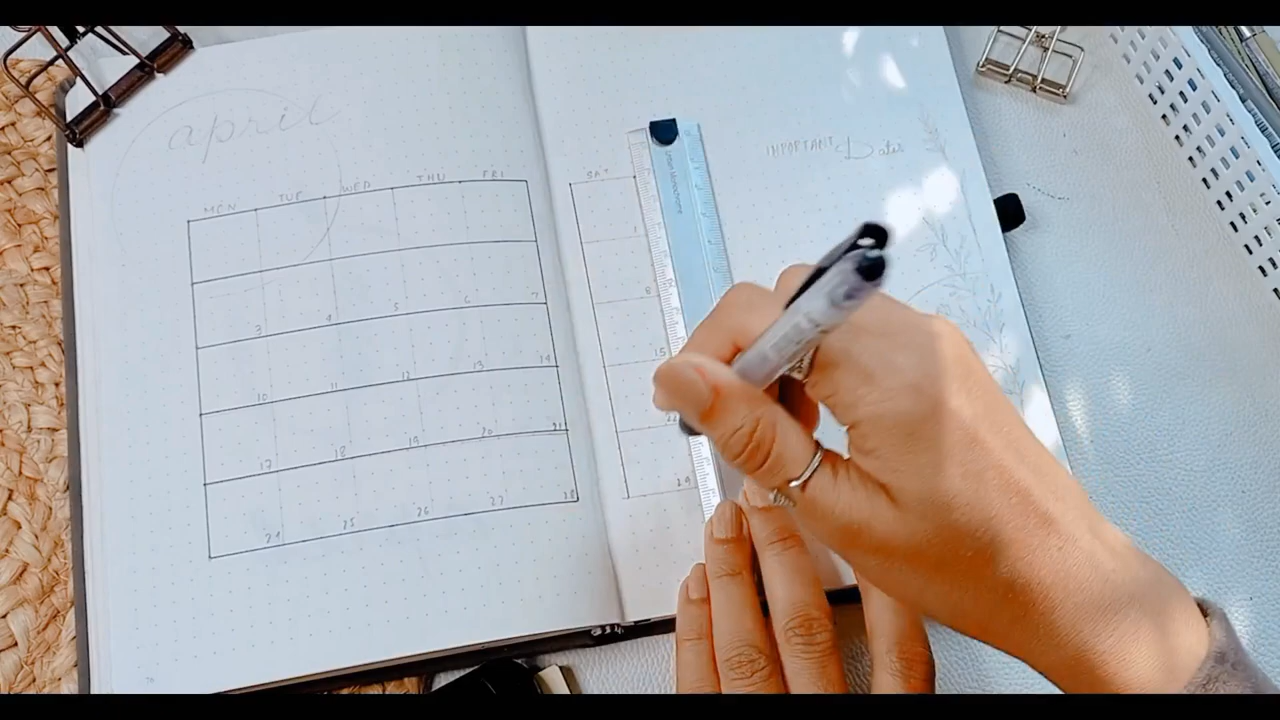 april
MON TUE WED THU FRI
3 4 5 6 7
10 11 12 13 14
17 18 19 20 21
24 25 26 27 28
SAT
1
8
15
22
29
IMPORTANT Dates